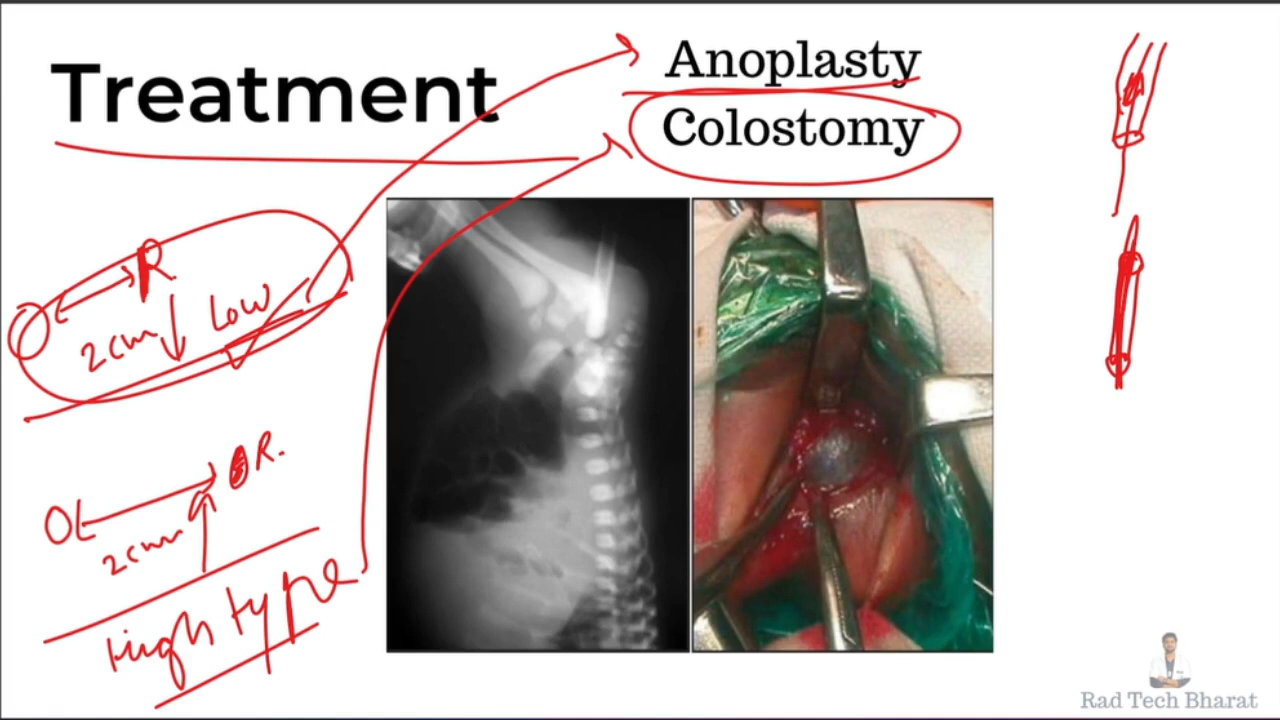 Treatment
Anoplasty
Colostomy
R
2cm↓ Low
R.
2cm
High type
Rad Tech Bharat